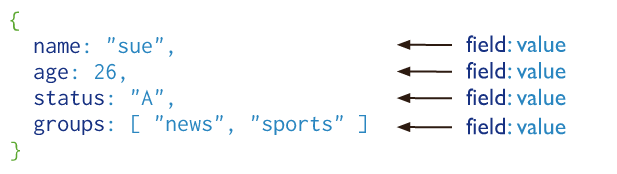 {
name: "sue", field: value
age: 26, field: value
status: "A", field: value
groups: [ "news", "sports" ] field: value
}